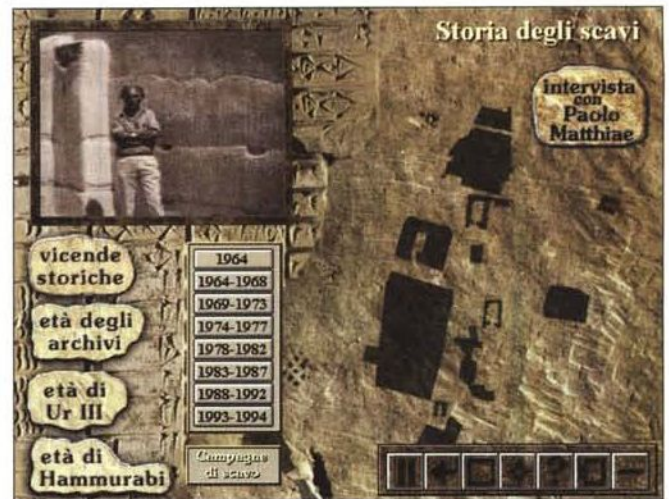 Storia degli scavi
intervista
con
Paolo
Matthiae
vicende
storiche
età degli
archivi
età di
Ur III
età di
Hammurabi
1964
1964-1968
1969-1973
1974-1977
1978-1982
1983-1987
1988-1992
1993-1994
Campagne
di scavo
?